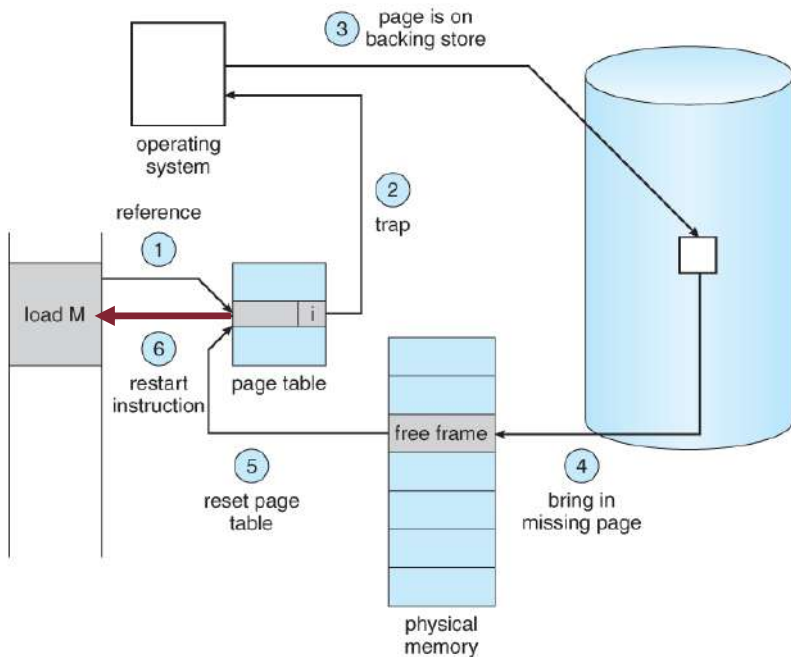 3
page is on
backing store
operating
system
2
trap
reference
1
load M
i
6
restart
instruction
page table
free frame
5
reset page
table
4
bring in
missing page
physical
memory